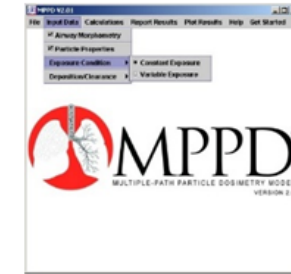 MPPD V2.01
File Input Data Calculations Report Results Plot Results Help Get Started
Airway Morphometry
Particle Properties
Exposure Condition
Constant Exposure
Deposition/Clearance
Variable Exposure
MPPD
MULTIPLE-PATH PARTICLE DOSIMETRY MODE
VERSION 2.